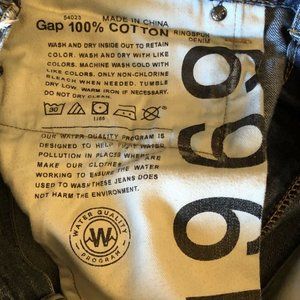 54023 MADE IN CHINA
Gap 100% COTTON RINGSPUN DENIM
WASH AND DRY INSIDE OUT TO RETAIN
COLOR. WASH AND DRY WITH LIKE
COLORS. MACHINE WASH COLD WITH
LIKE COLORS. ONLY NON-CHLORINE
BLEACH WHEN NEEDED. TUMBLE
DRY LOW. WARM IRON IF NECESSARY.
DO NOT DRY CLEAN.
OUR WATER QUALITY PROGRAM IS
DESIGNED TO HELP FIGHT WATER
POLLUTION IN PLACES WHERE WE
MAKE OUR CLOTHES.
WORKING TO ENSURE THE WATER
USED TO WASH THESE JEANS DOES
NOT HARM THE ENVIRONMENT.
WATER QUALITY
W
PROGRAM
1969